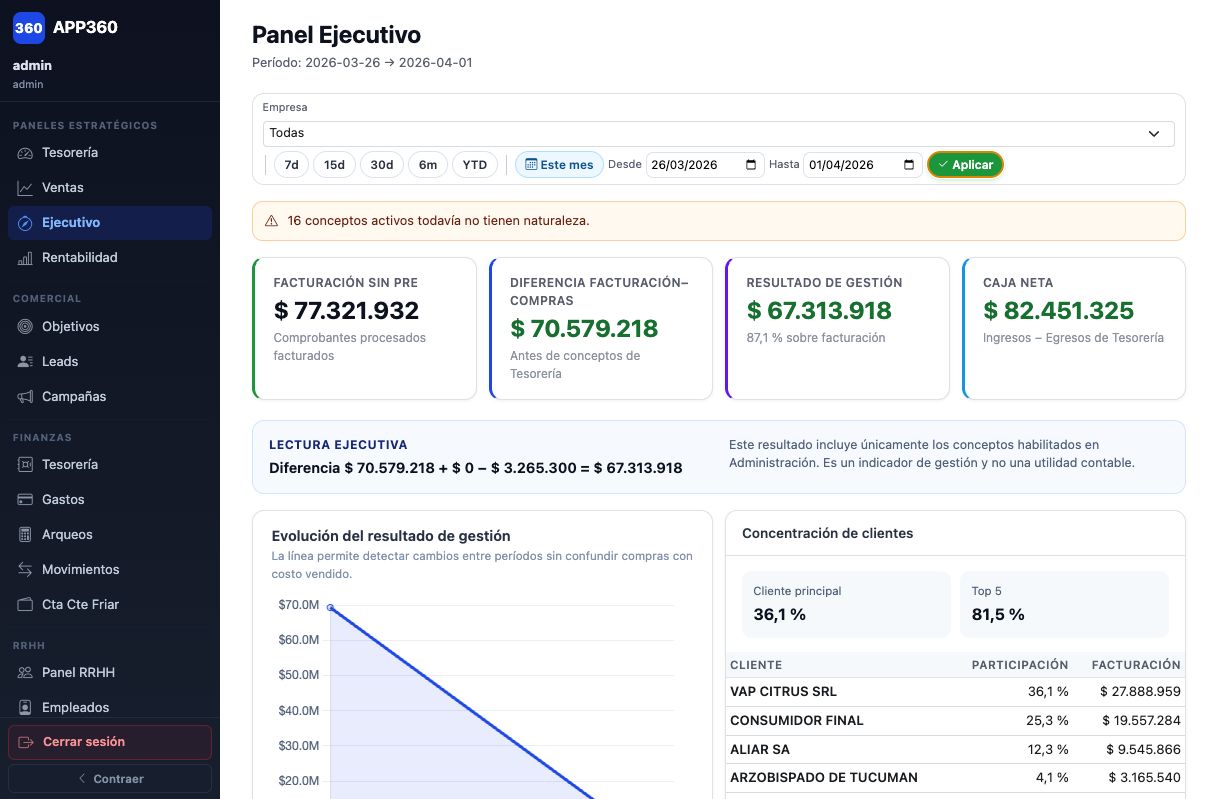 360 APP360
admin
admin
PANELES ESTRATÉGICOS
Tesorería
Ventas
Ejecutivo
Rentabilidad
COMERCIAL
Objetivos
Leads
Campañas
FINANZAS
Tesorería
Gastos
Arqueos
Movimientos
Cta Cte Friar
RRHH
Panel RRHH
Empleados
Cerrar sesión
Contraer
Panel Ejecutivo
Período: 2026-03-26 → 2026-04-01
Empresa
Todas
7d 15d 30d 6m YTD Este mes Desde 26/03/2026 Hasta 01/04/2026 Aplicar
16 conceptos activos todavía no tienen naturaleza.
FACTURACIÓN SIN PRE
$ 77.321.932
Comprobantes procesados
facturados
DIFERENCIA FACTURACIÓN–
COMPRAS
$ 70.579.218
Antes de conceptos de
Tesorería
RESULTADO DE GESTIÓN
$ 67.313.918
87,1 % sobre facturación
CAJA NETA
$ 82.451.325
Ingresos − Egresos de Tesorería
LECTURA EJECUTIVA
Diferencia $ 70.579.218 + $ 0 − $ 3.265.300 = $ 67.313.918
Este resultado incluye únicamente los conceptos habilitados en
Administración. Es un indicador de gestión y no una utilidad contable.
Evolución del resultado de gestión
La línea permite detectar cambios entre períodos sin confundir compras con
costo vendido.
$70.0M
$60.0M
$50.0M
$40.0M
$30.0M
$20.0M
Concentración de clientes
Cliente principal
36,1 %
Top 5
81,5 %
CLIENTE PARTICIPACIÓN FACTURACIÓN
VAP CITRUS SRL 36,1 % $ 27.888.959
CONSUMIDOR FINAL 25,3 % $ 19.557.284
ALIAR SA 12,3 % $ 9.545.866
ARZOBISPADO DE TUCUMAN 4,1 % $ 3.165.540